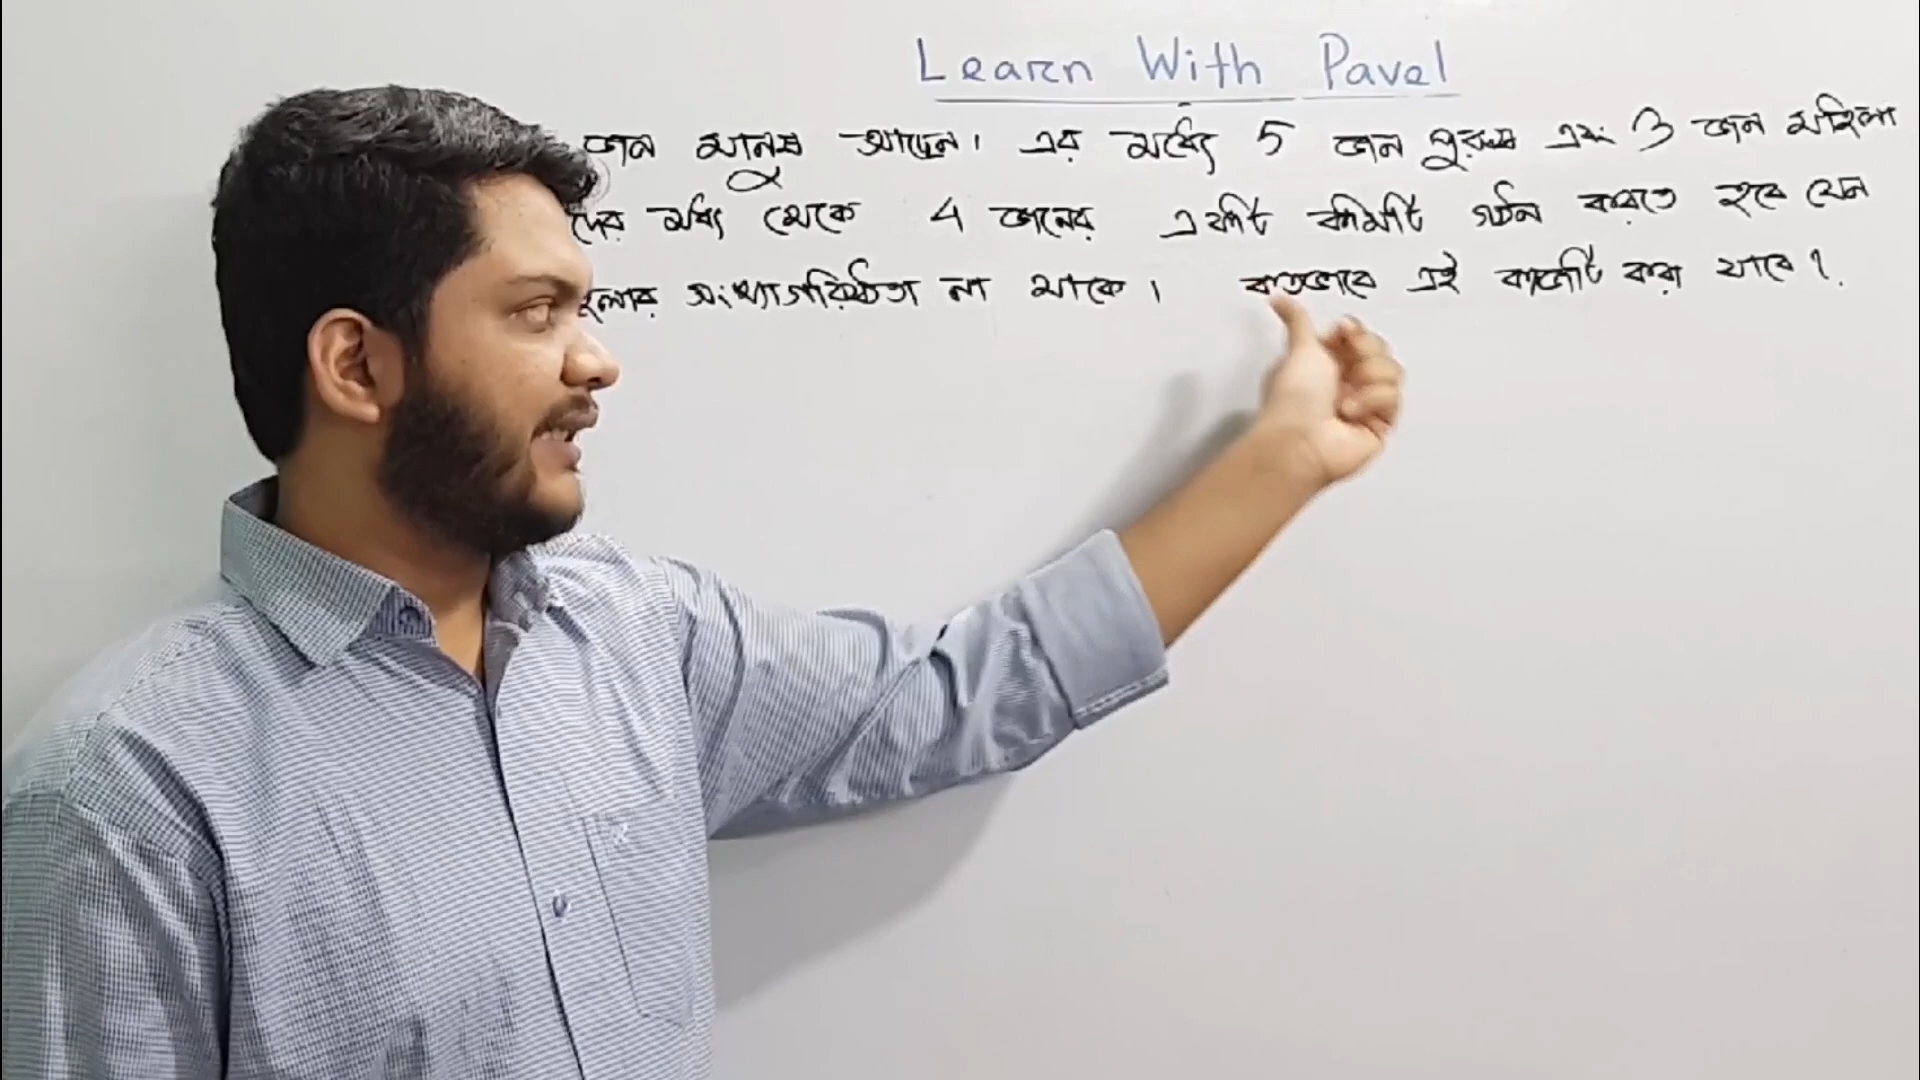 Learn With Pavel
জন মানুষ আছেন। এর মধ্যে 5 জন পুরুষ এবং 3 জন মহিলা
দের মধ্য থেকে 4 জনের একটি কমিটি গঠন করতে হবে যেন
হলার সংখ্যাগরিষ্ঠতা না থাকে। কতভাবে এই কাজটি করা যাবে?